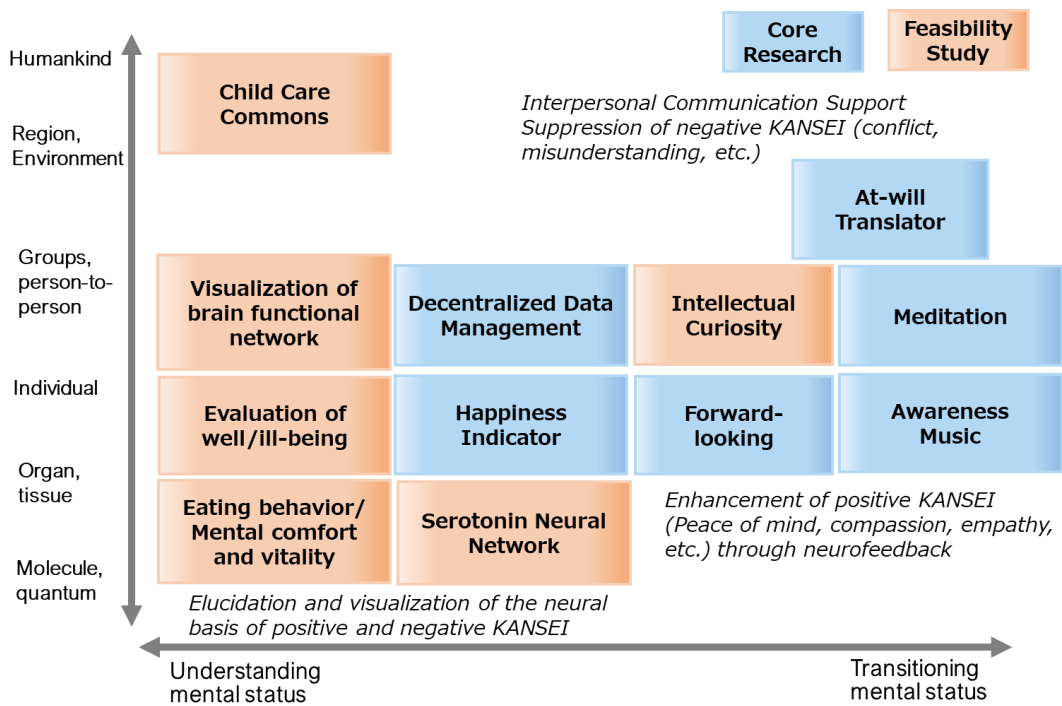 Core
Research
Feasibility
Study
Humankind
Region,
Environment
Groups,
person-to-
person
Individual
Organ,
tissue
Molecule,
quantum
Child Care
Commons
Interpersonal Communication Support
Suppression of negative KANSEI (conflict,
misunderstanding, etc.)
At-will
Translator
Visualization of
brain functional
network
Decentralized Data
Management
Intellectual
Curiosity
Meditation
Evaluation of
well/ill-being
Happiness
Indicator
Forward-
looking
Awareness
Music
Eating behavior/
Mental comfort
and vitality
Serotonin Neural
Network
Enhancement of positive KANSEI
(Peace of mind, compassion, empathy,
etc.) through neurofeedback
Elucidation and visualization of the neural
basis of positive and negative KANSEI
Understanding
mental status
Transitioning
mental status